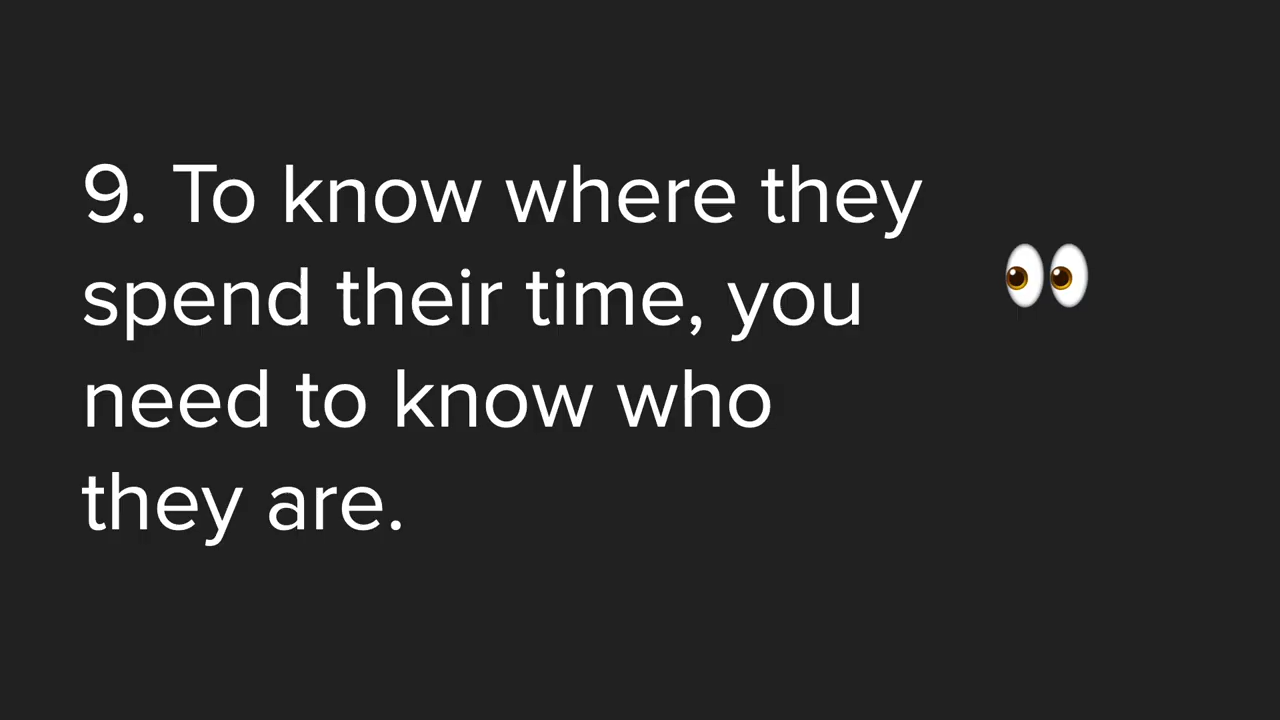 9. To know where they
spend their time, you
need to know who
they are.